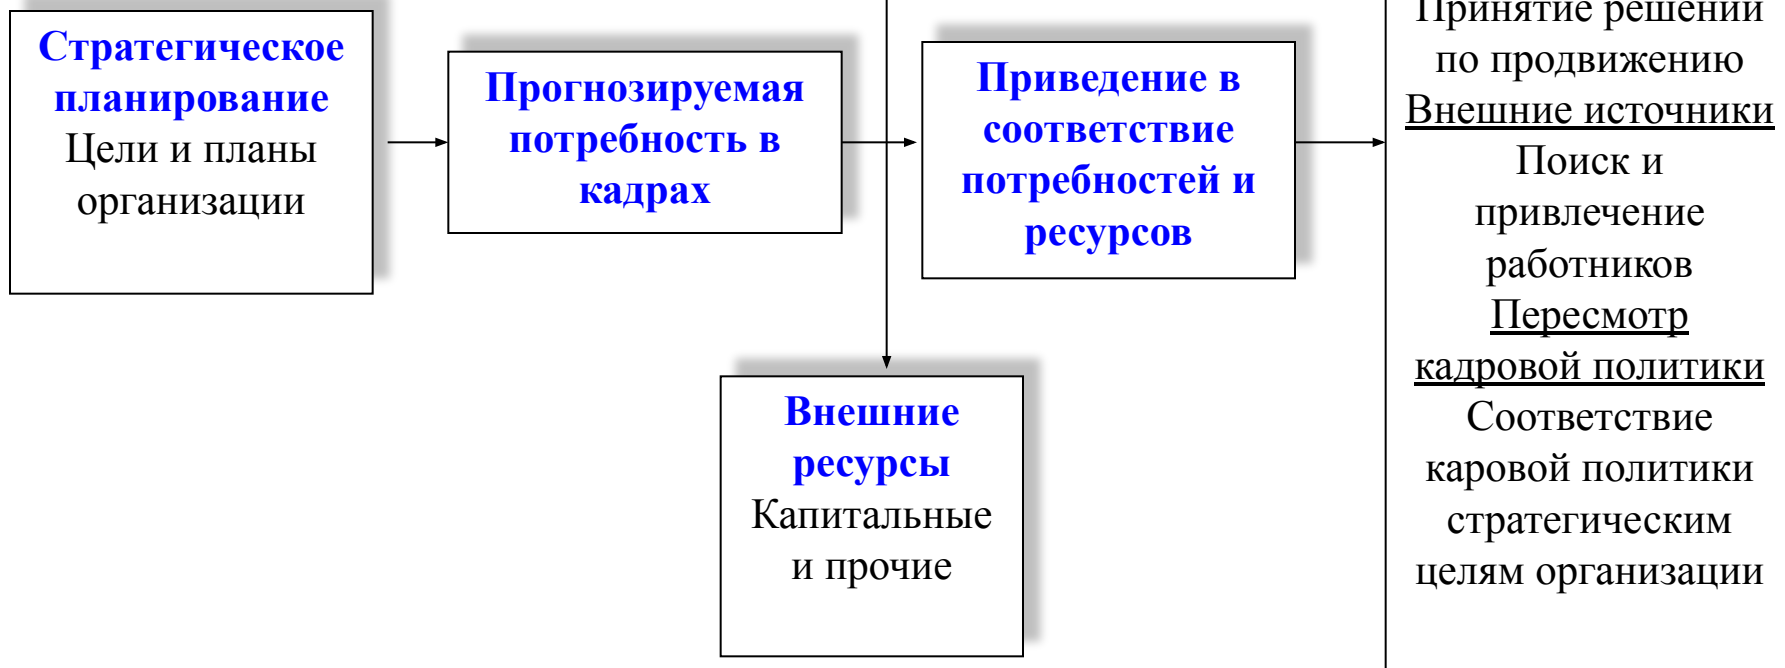 Стратегическое
планирование
Цели и планы
организации
Прогнозируемая
потребность в
кадрах
Приведение в
соответствие
потребностей и
ресурсов
Внешние
ресурсы
Капитальные
и прочие
Принятие решений
по продвижению
Внешние источники
Поиск и
привлечение
работников
Пересмотр
кадровой политики
Соответствие
каровой политики
стратегическим
целям организации